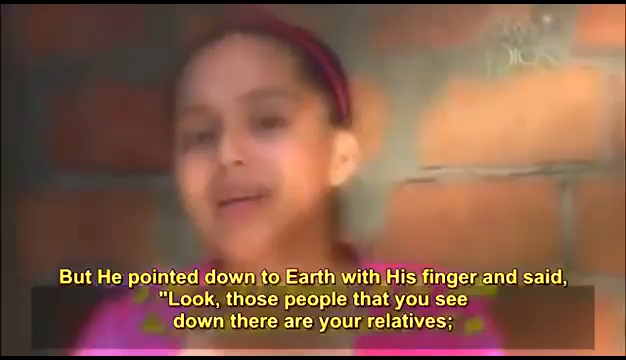 DIOS
But He pointed down to Earth with His finger and said,
"Look, those people that you see
down there are your relatives;